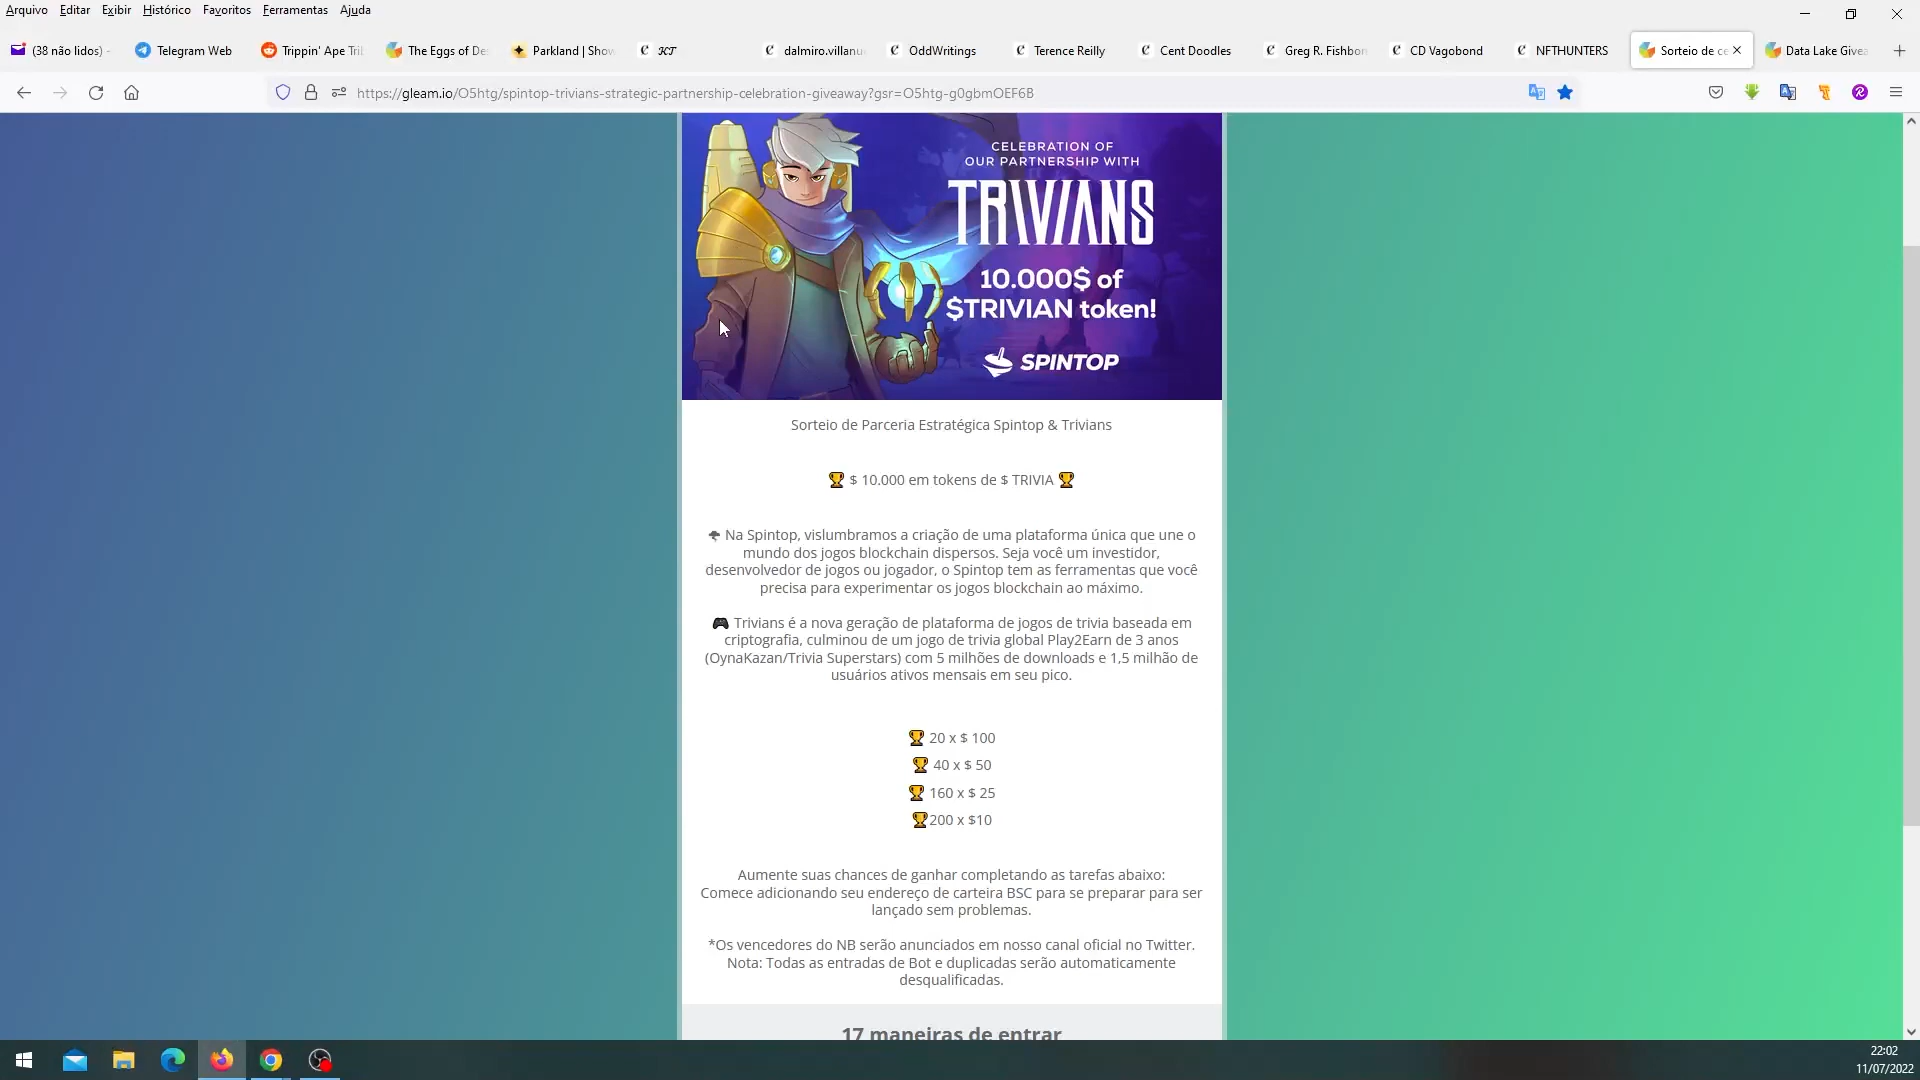 Arquivo Editar Exibir Histórico Favoritos Ferramentas Ajuda
(38 não lidos) -
Telegram Web
Trippin' Ape Tri
The Eggs of De
Parkland | Show
dalmiro.villanu
OddWritings
Terence Reilly
Cent Doodles
Greg R. Fishbon
CD Vagabond
NFTHUNTERS
Sorteio de ce
Data Lake Givea
https://gleam.io/O5htg/spintop-trivians-strategic-partnership-celebration-giveaway?gsr=O5htg-g0gbmOEF6B
CELEBRATION OF
OUR PARTNERSHIP WITH
TRIVIANS
10.000$ of
$TRIVIAN token!
SPINTOP
Sorteio de Parceria Estratégica Spintop & Trivians
🏆 $ 10.000 em tokens de $ TRIVIA 🏆
🌪 Na Spintop, vislumbramos a criação de uma plataforma única que une o
mundo dos jogos blockchain dispersos. Seja você um investidor,
desenvolvedor de jogos ou jogador, o Spintop tem as ferramentas que você
precisa para experimentar os jogos blockchain ao máximo.
🎮 Trivians é a nova geração de plataforma de jogos de trivia baseada em
criptografia, culminou de um jogo de trivia global Play2Earn de 3 anos
(OynaKazan/Trivia Superstars) com 5 milhões de downloads e 1,5 milhão de
usuários ativos mensais em seu pico.
🏆 20 x $ 100
🏆 40 x $ 50
🏆 160 x $ 25
🏆200 x $10
Aumente suas chances de ganhar completando as tarefas abaixo:
Comece adicionando seu endereço de carteira BSC para se preparar para ser
lançado sem problemas.
*Os vencedores do NB serão anunciados em nosso canal oficial no Twitter.
Nota: Todas as entradas de Bot e duplicadas serão automaticamente
desqualificadas.
17 maneiras de entrar
22:02
11/07/2022